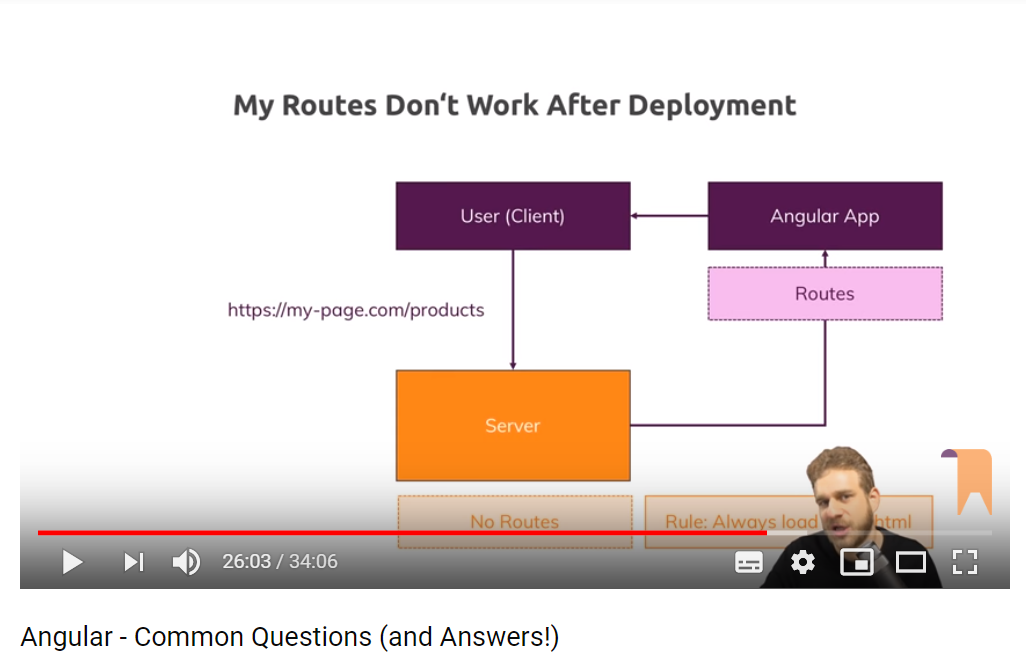 My Routes Don‘t Work After Deployment
User (Client)
Angular App
Routes
https://my-page.com/products
Server
No Routes
Rule: Always load html
26:03 / 34:06
Angular - Common Questions (and Answers!)